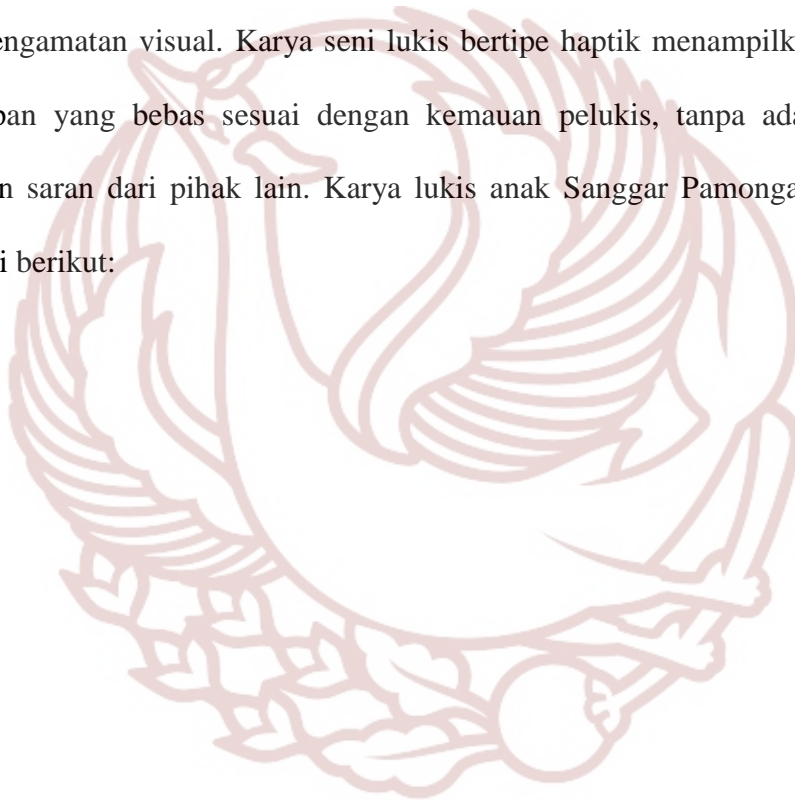 engamatan visual. Karya seni lukis bertipe haptik menampilk
pan yang bebas sesuai dengan kemauan pelukis, tanpa ada
n saran dari pihak lain. Karya lukis anak Sanggar Pamonga
i berikut: